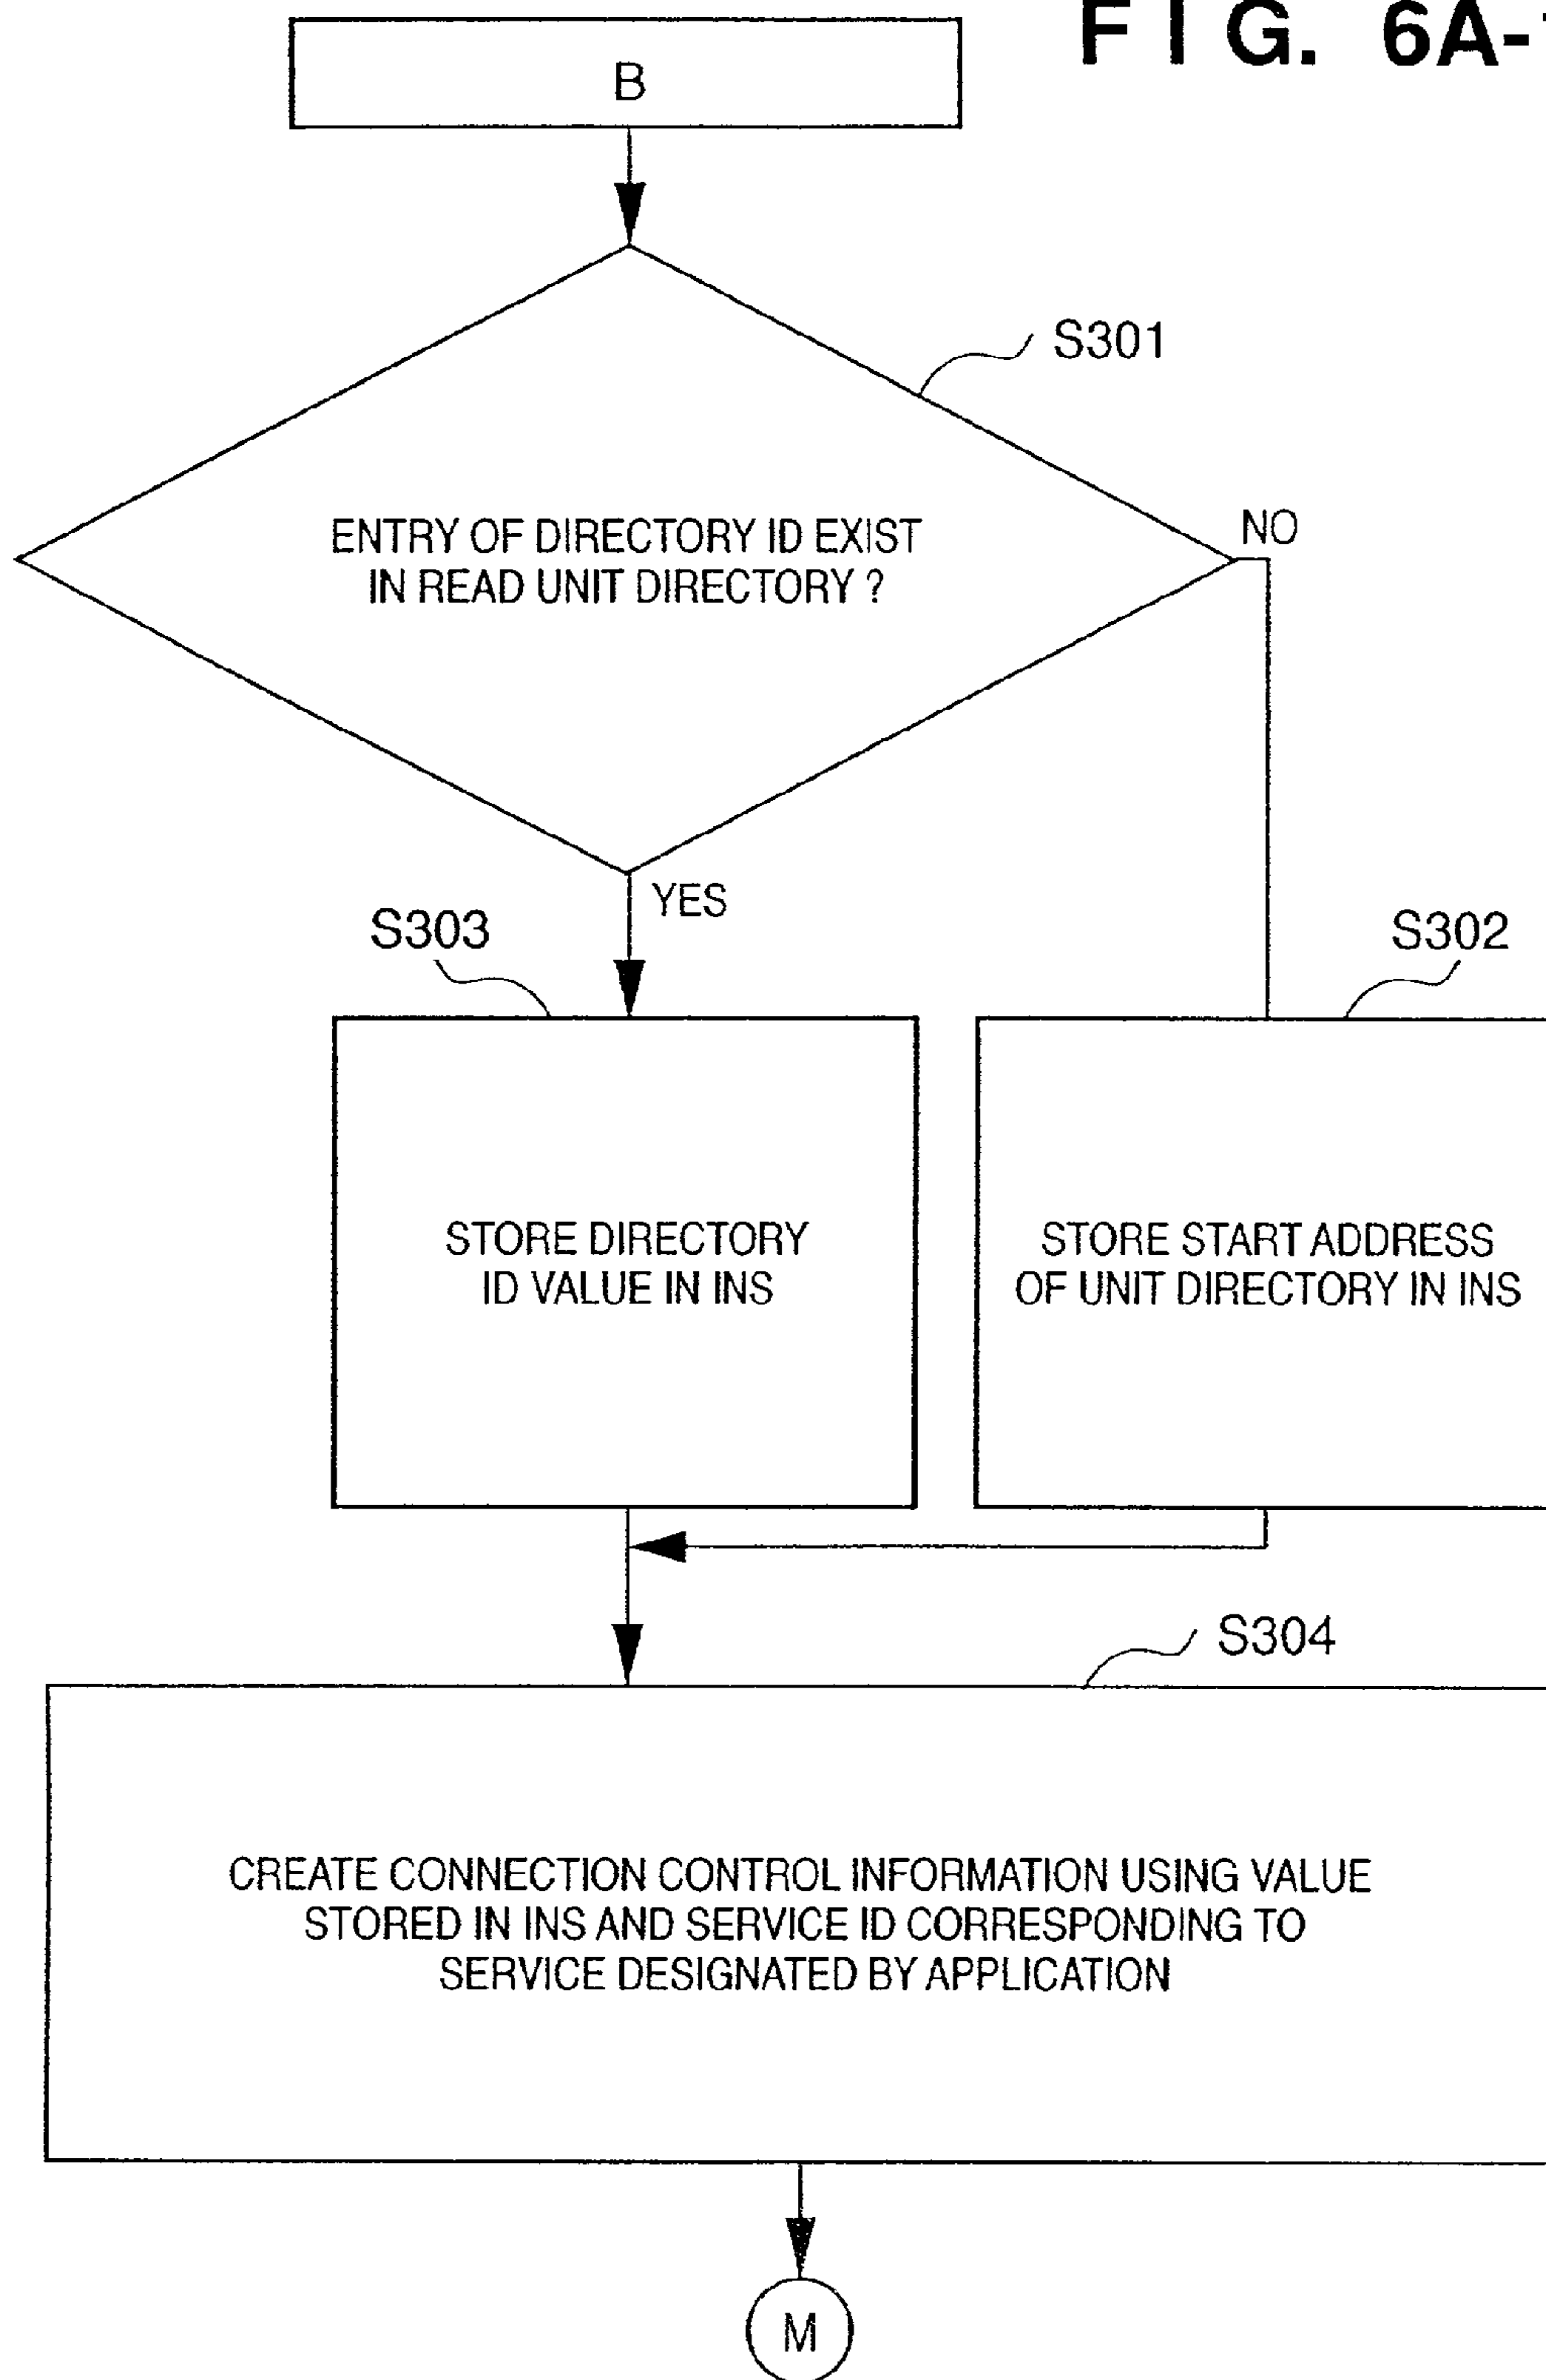 FIG. 6A-1
B
S301
ENTRY OF DIRECTORY ID EXIST
IN READ UNIT DIRECTORY ?
NO
YES
S303
S302
STORE DIRECTORY
ID VALUE IN INS
STORE START ADDRESS
OF UNIT DIRECTORY IN INS
S304
CREATE CONNECTION CONTROL INFORMATION USING VALUE
STORED IN INS AND SERVICE ID CORRESPONDING TO
SERVICE DESIGNATED BY APPLICATION
M